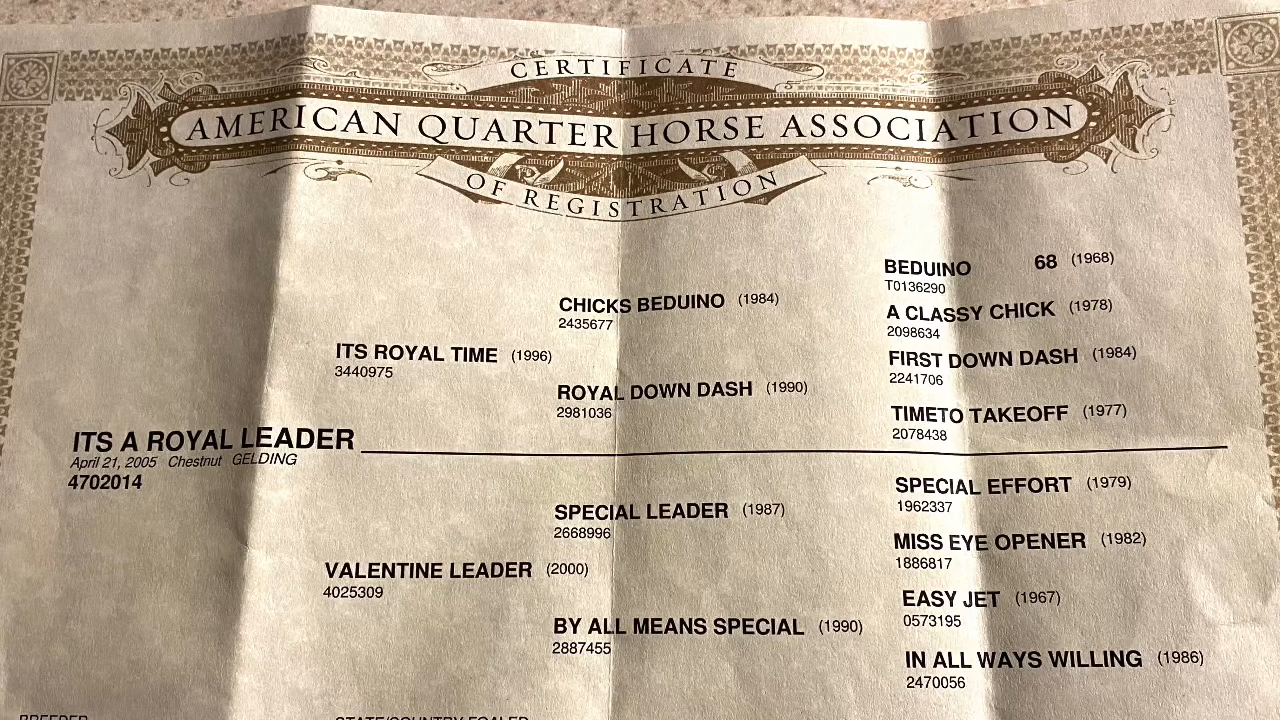 CERTIFICATE
AMERICAN QUARTER HORSE ASSOCIATION
OF REGISTRATION
BEDUINO 68 (1968)
T0136290
CHICKS BEDUINO (1984)
2435677
A CLASSY CHICK (1978)
2098634
ITS ROYAL TIME (1996)
3440975
FIRST DOWN DASH (1984)
2241706
ROYAL DOWN DASH (1990)
2981036
TIMETO TAKEOFF (1977)
2078438
ITS A ROYAL LEADER
April 21, 2005 Chestnut GELDING
4702014
SPECIAL EFFORT (1979)
1962337
SPECIAL LEADER (1987)
2668996
MISS EYE OPENER (1982)
1886817
VALENTINE LEADER (2000)
4025309
EASY JET (1967)
0573195
BY ALL MEANS SPECIAL (1990)
2887455
IN ALL WAYS WILLING (1986)
2470056
BREEDER
STATE/COUNTRY FOALED